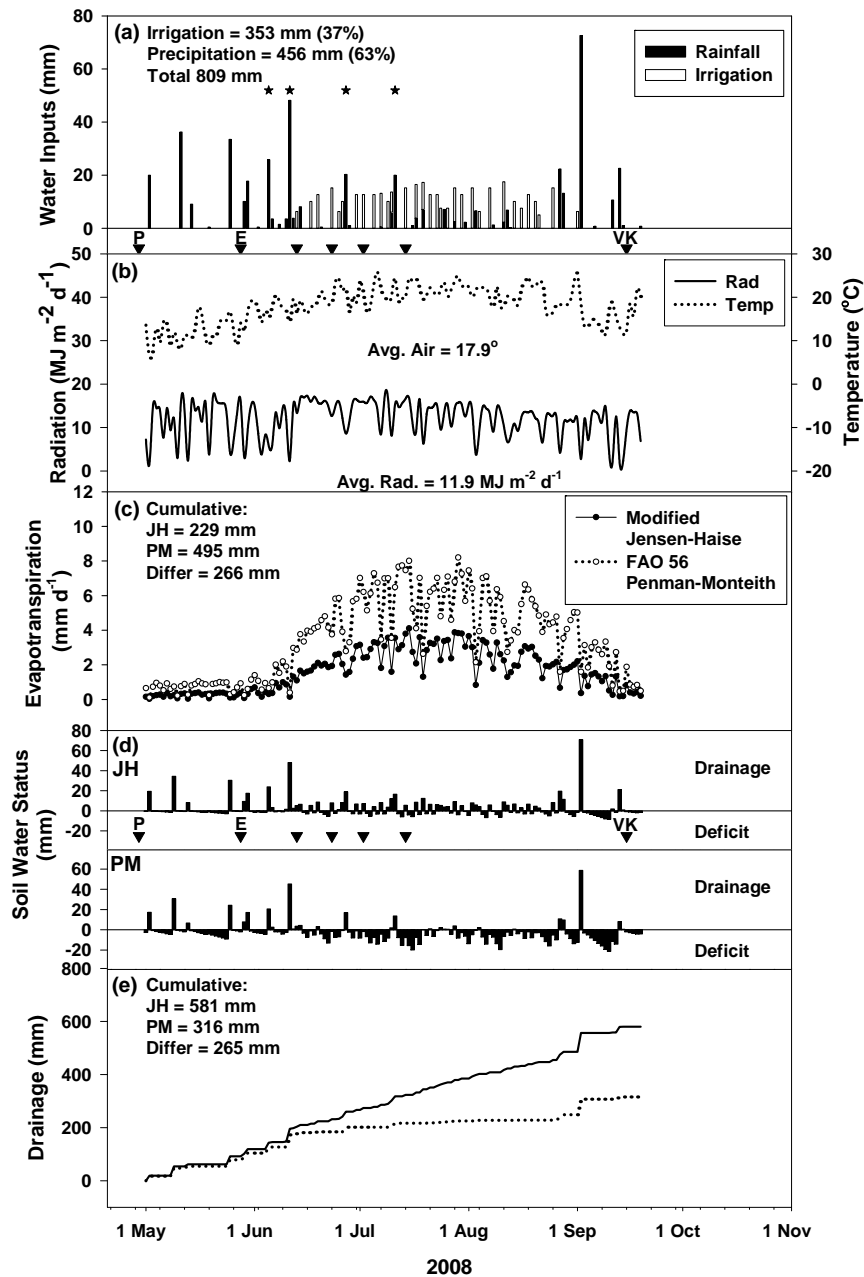 (a) Irrigation = 353 mm (37%)
Precipitation = 456 mm (63%)
Total 809 mm
Rainfall
Irrigation
Water Inputs (mm)
80
60
40
20
0
P
E
VK
(b)
Rad
Temp
Avg. Air = 17.9°
Avg. Rad. = 11.9 MJ m-2 d-1
Radiation (MJ m-2 d-1)
50
40
30
20
10
0
Temperature (°C)
30
20
10
0
-10
-20
(c) Cumulative:
JH = 229 mm
PM = 495 mm
Differ = 266 mm
Modified
Jensen-Haise
FAO 56
Penman-Monteith
Evapotranspiration
(mm d-1)
12
10
8
6
4
2
0
(d)
JH
Drainage
Deficit
P
E
VK
80
60
40
20
0
-20
Soil Water Status
(mm)
PM
Drainage
Deficit
60
40
20
0
-20
(e) Cumulative:
JH = 581 mm
PM = 316 mm
Differ = 265 mm
Drainage (mm)
800
600
400
200
0
1 May
1 Jun
1 Jul
1 Aug
1 Sep
1 Oct
1 Nov
2008